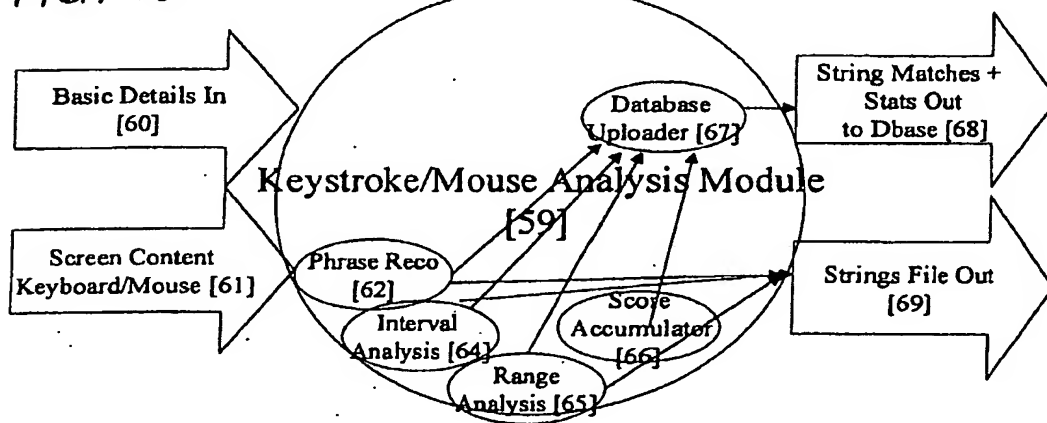 Basic Details In
[60]
Screen Content
Keyboard/Mouse [61]
Database
Uploader [67]
Keystroke/Mouse Analysis Module
[59]
Phrase Reco
[62]
Interval
Analysis [64]
Range
Analysis [65]
Score
Accumulator
[66]
String Matches +
Stats Out
to Dbase [68]
Strings File Out
[69]